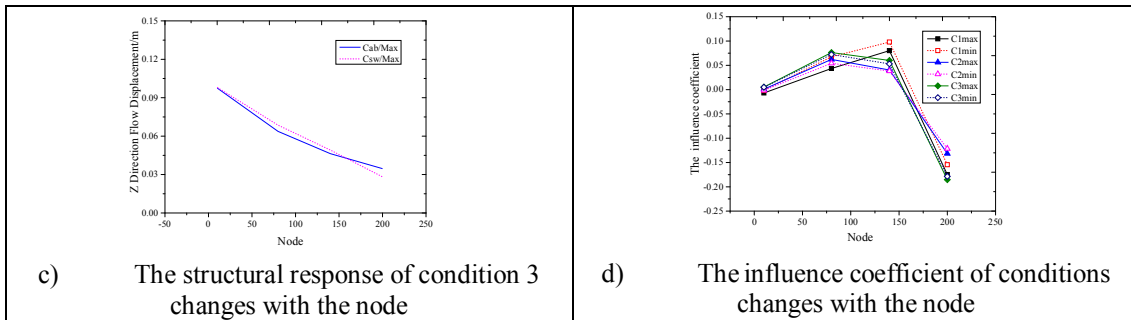 0.15
0.12
0.09
0.06
0.03
0.00
Z Direction Flow Displacement/m
Cab/Max
Csw/Max
-50 0 50 100 150 200 250
Node
c) The structural response of condition 3
changes with the node
0.15
0.10
0.05
0.00
-0.05
-0.10
-0.15
-0.20
-0.25
The influence coefficient
C1max
C1min
C2max
C2min
C3max
C3min
0 50 100 150 200 250
Node
d) The influence coefficient of conditions
changes with the node